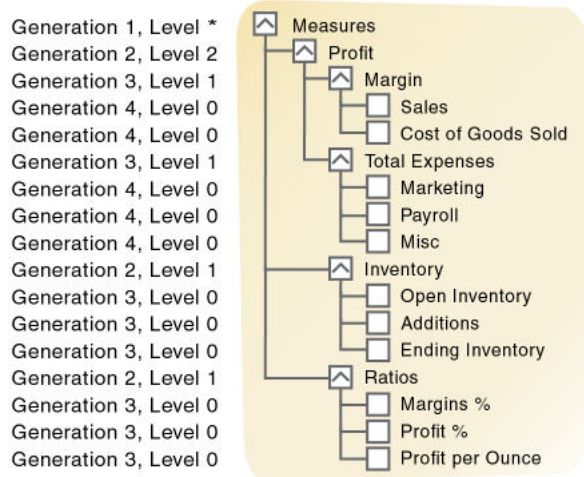 Generation 1, Level * Measures
Generation 2, Level 2 Profit
Generation 3, Level 1 Margin
Generation 4, Level 0 Sales
Generation 4, Level 0 Cost of Goods Sold
Generation 3, Level 1 Total Expenses
Generation 4, Level 0 Marketing
Generation 4, Level 0 Payroll
Generation 4, Level 0 Misc
Generation 2, Level 1 Inventory
Generation 3, Level 0 Open Inventory
Generation 3, Level 0 Additions
Generation 3, Level 0 Ending Inventory
Generation 2, Level 1 Ratios
Generation 3, Level 0 Margins %
Generation 3, Level 0 Profit %
Generation 3, Level 0 Profit per Ounce